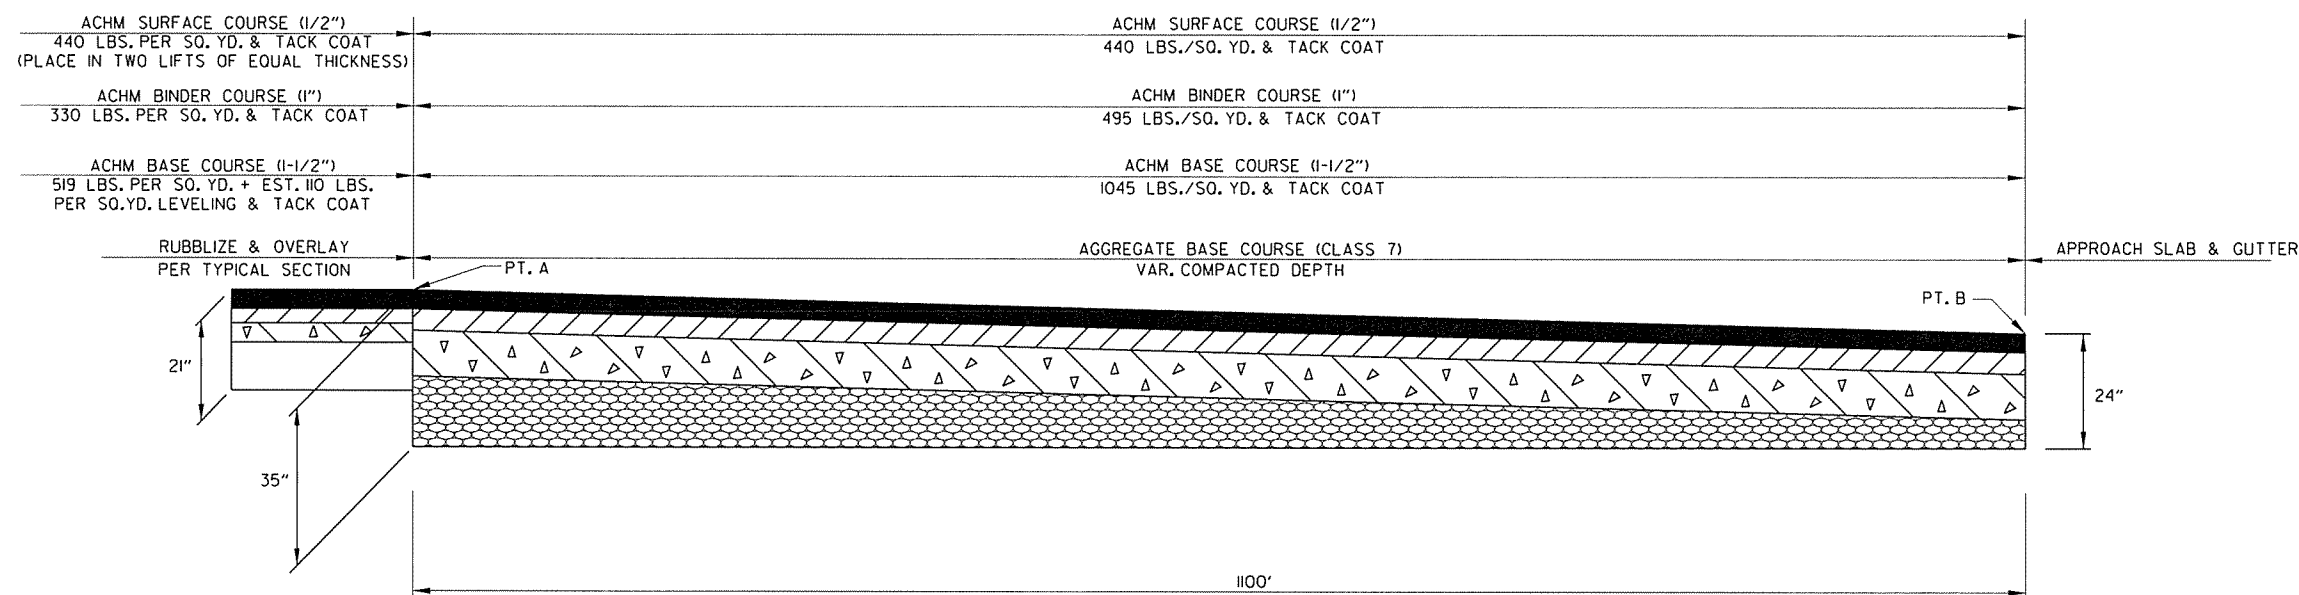 ACHM SURFACE COURSE (1/2")
440 LBS. PER SQ. YD. & TACK COAT
(PLACE IN TWO LIFTS OF EQUAL THICKNESS)
ACHM SURFACE COURSE (1/2")
440 LBS./SQ. YD. & TACK COAT
ACHM BINDER COURSE (1")
330 LBS. PER SQ. YD. & TACK COAT
ACHM BINDER COURSE (1")
495 LBS./SQ. YD. & TACK COAT
ACHM BASE COURSE (1-1/2")
519 LBS. PER SQ. YD. + EST. 110 LBS.
PER SQ.YD. LEVELING & TACK COAT
ACHM BASE COURSE (1-1/2")
1045 LBS./SQ. YD. & TACK COAT
RUBBLIZE & OVERLAY
PER TYPICAL SECTION
AGGREGATE BASE COURSE (CLASS 7)
VAR. COMPACTED DEPTH
APPROACH SLAB & GUTTER
PT. A
PT. B
21"
24"
35"
1100'